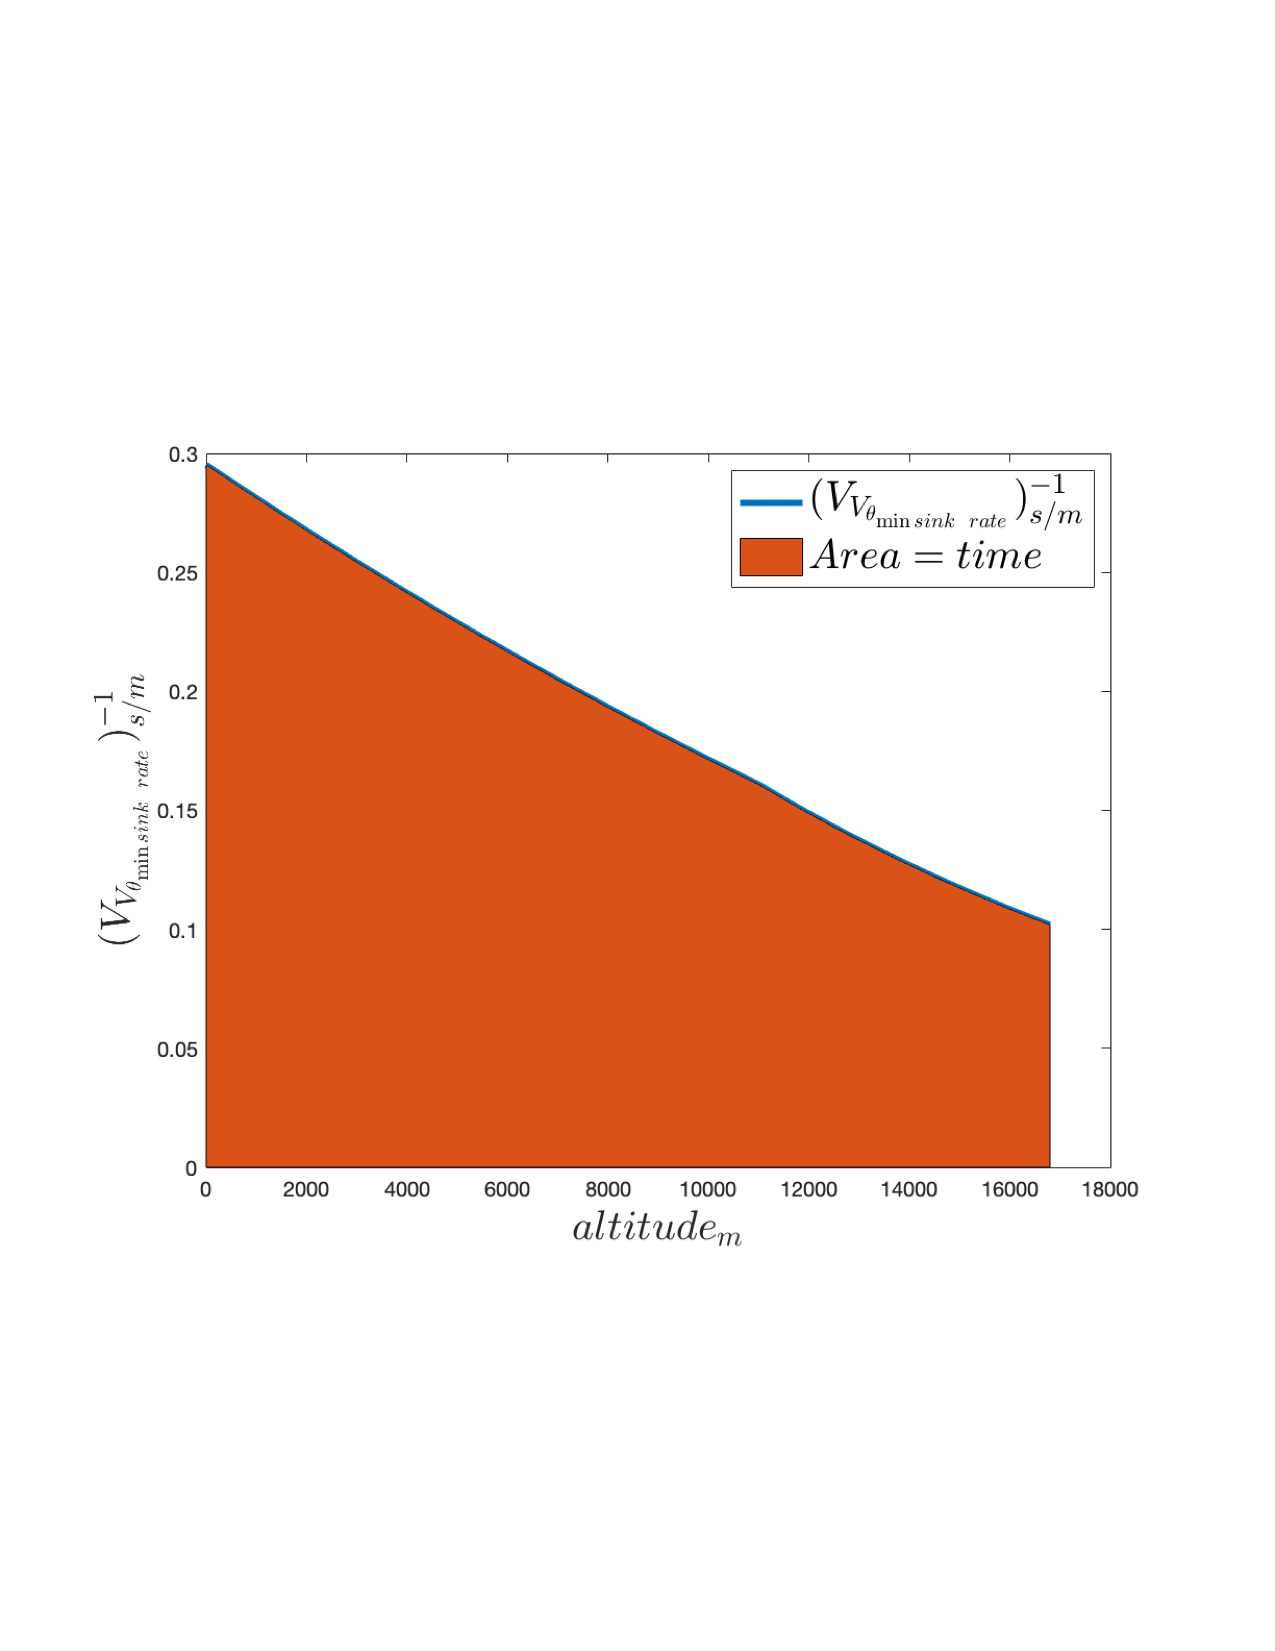 0.3
0.25
0.2
0.15
0.1
0.05
0
(V_{V_{θ_{min sink rate}}})^{-1}_{s/m}
Area = time
(V_{V_{θ_{min sink rate}}})^{-1}_{s/m}
0 2000 4000 6000 8000 10000 12000 14000 16000 18000
altitude_m